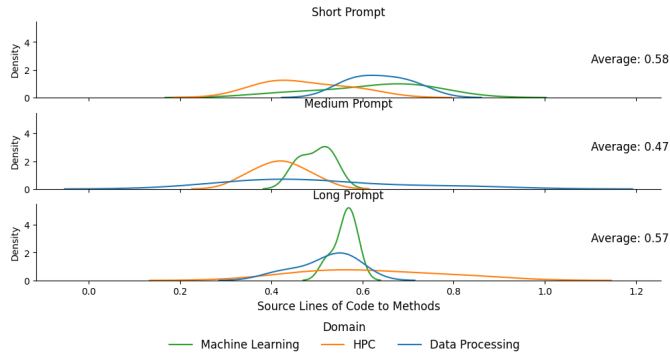 Short Prompt
4
2
0
Density
Average: 0.58
Medium Prompt
4
2
0
Density
Average: 0.47
Long Prompt
4
2
0
Density
Average: 0.57
0.0 0.2 0.4 0.6 0.8 1.0 1.2
Source Lines of Code to Methods
Domain
Machine Learning HPC Data Processing